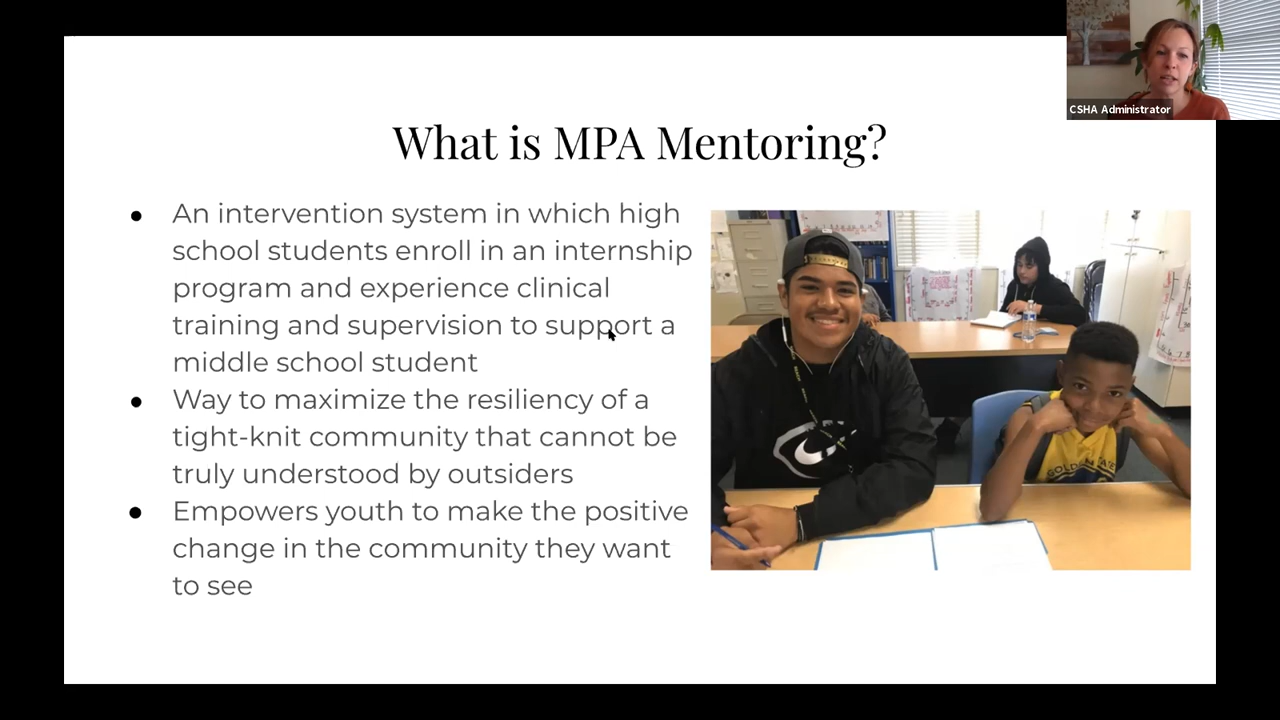 CSHA Administrator
What is MPA Mentoring?
● An intervention system in which high
school students enroll in an internship
program and experience clinical
training and supervision to support a
middle school student
● Way to maximize the resiliency of a
tight-knit community that cannot be
truly understood by outsiders
● Empowers youth to make the positive
change in the community they want
to see